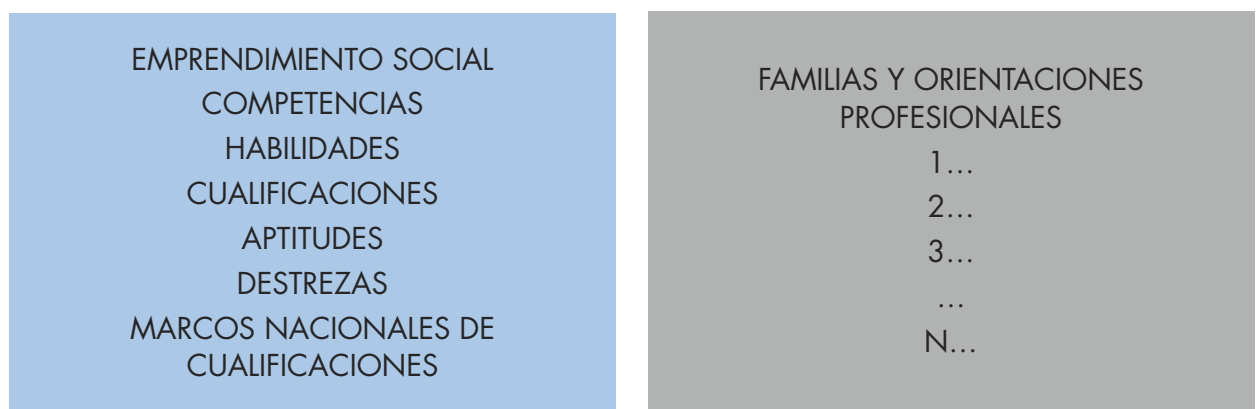 EMPRENDIMIENTO SOCIAL
COMPETENCIAS
HABILIDADES
CUALIFICACIONES
APTITUDES
DESTREZAS
MARCOS NACIONALES DE
CUALIFICACIONES
FAMILIAS Y ORIENTACIONES
PROFESIONALES
1…
2…
3…
…
N…